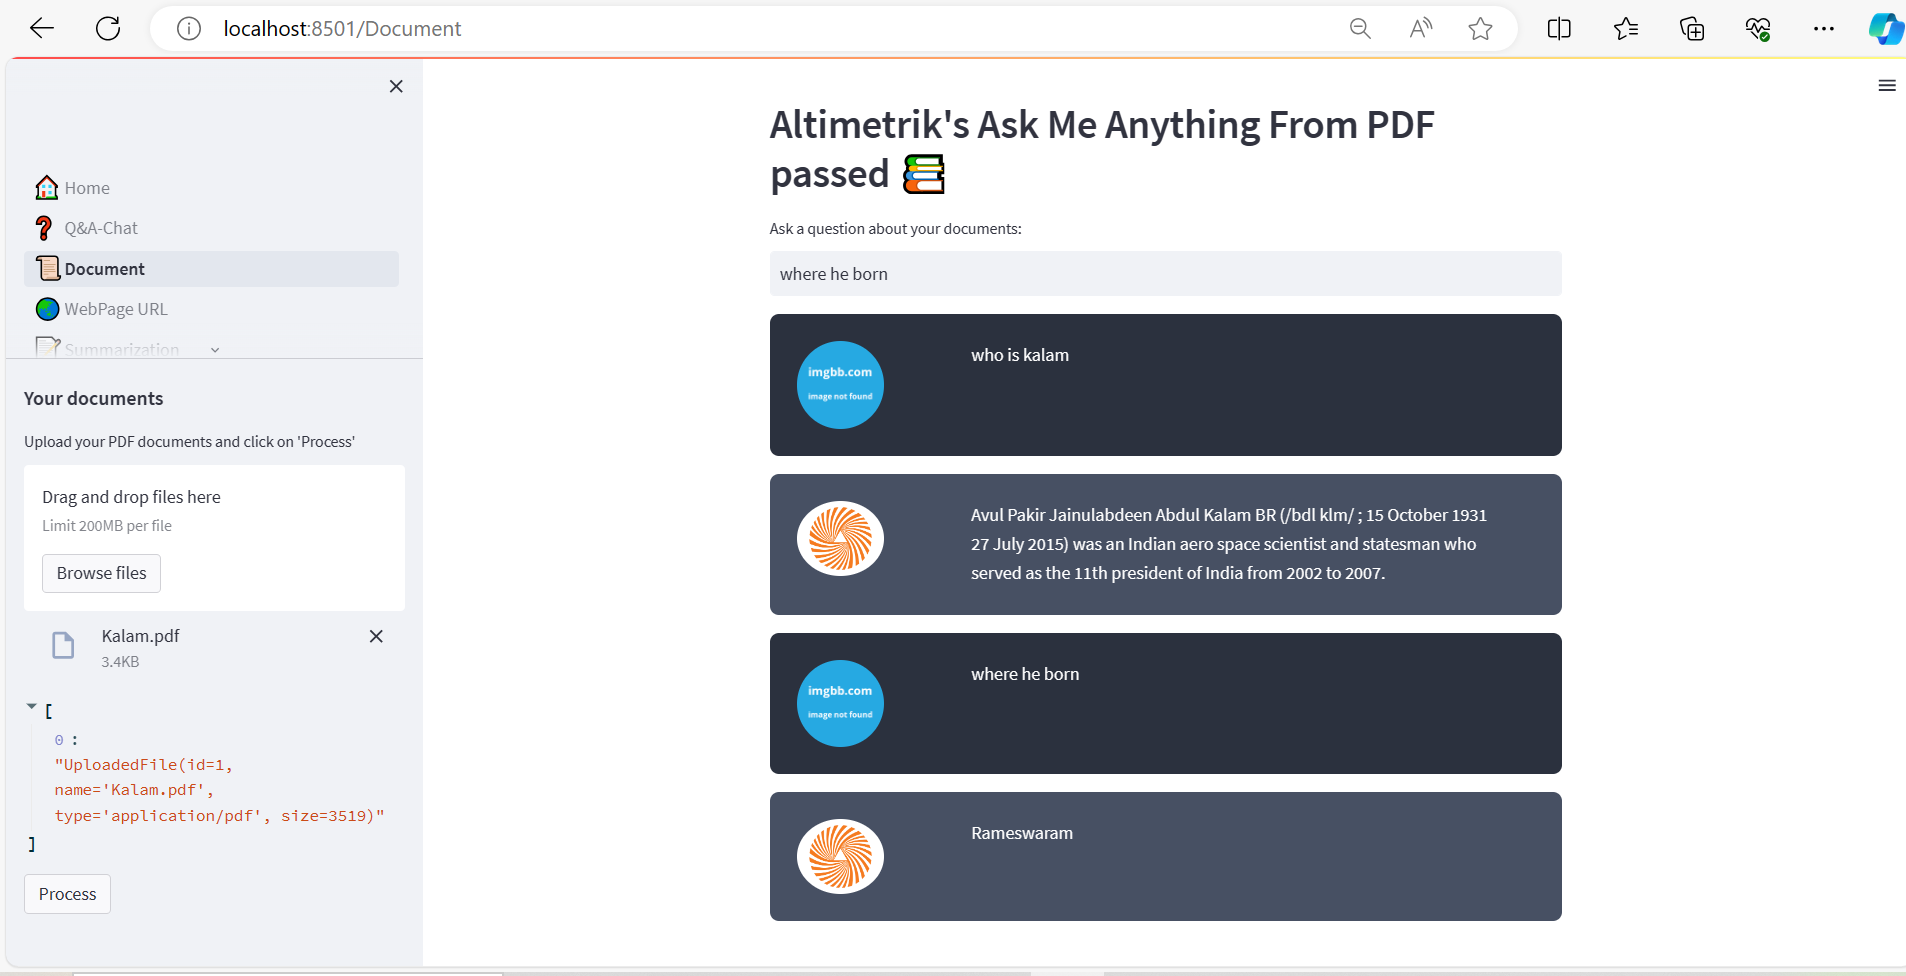 localhost:8501/Document
Home
Q&A-Chat
Document
WebPage URL
Summarization
Your documents
Upload your PDF documents and click on 'Process'
Drag and drop files here
Limit 200MB per file
Browse files
Kalam.pdf
3.4KB
[
0 :
"UploadedFile(id=1,
name='Kalam.pdf',
type='application/pdf', size=3519)"
]
Process
Altimetrik's Ask Me Anything From PDF
passed
Ask a question about your documents:
where he born
imgbb.com
image not found
who is kalam
Avul Pakir Jainulabdeen Abdul Kalam BR (/bdl klm/ ; 15 October 1931
27 July 2015) was an Indian aero space scientist and statesman who
served as the 11th president of India from 2002 to 2007.
imgbb.com
image not found
where he born
Rameswaram